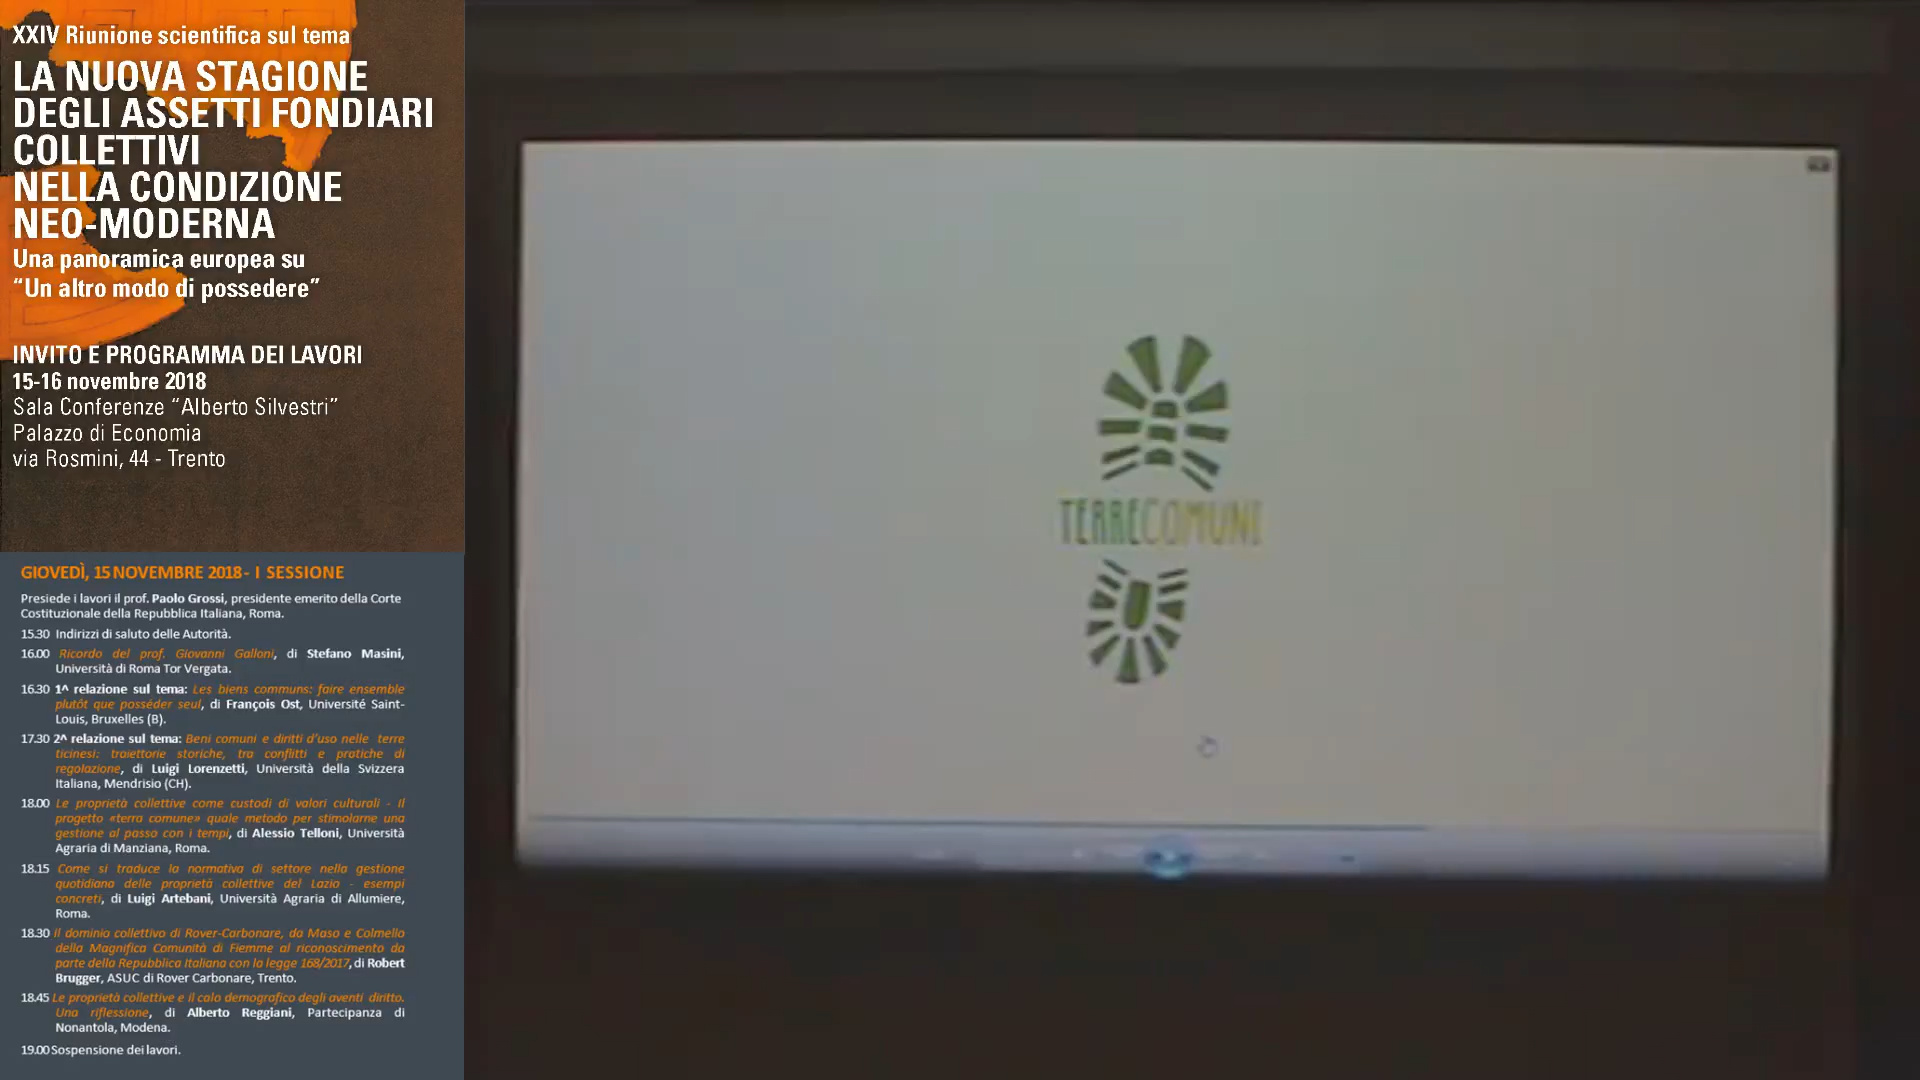 XXIV Riunione scientifica sul tema
LA NUOVA STAGIONE
DEGLI ASSETTI FONDIARI
COLLETTIVI
NELLA CONDIZIONE
NEO-MODERNA
Una panoramica europea su
“Un altro modo di possedere”
INVITO E PROGRAMMA DEI LAVORI
15-16 novembre 2018
Sala Conferenze “Alberto Silvestri”
Palazzo di Economia
via Rosmini, 44 - Trento
GIOVEDÌ, 15 NOVEMBRE 2018 - I SESSIONE
Presiede i lavori il prof. Paolo Grossi, presidente emerito della Corte
Costituzionale della Repubblica Italiana, Roma.
15.30 Indirizzi di saluto delle Autorità.
16.00 Ricordo del prof. Giovanni Galloni, di Stefano Masini,
Università di Roma Tor Vergata.
16.30 1^ relazione sul tema: Les biens communs: faire ensemble
plutôt que posséder seul, di François Ost, Université Saint-
Louis, Bruxelles (B).
17.30 2^ relazione sul tema: Beni comuni e diritti d’uso nelle terre
ticinesi: traiettorie storiche, tra conflitti e pratiche di
regolazione, di Luigi Lorenzetti, Università della Svizzera
Italiana, Mendrisio (CH).
18.00 Le proprietà collettive come custodi di valori culturali - Il
progetto «terra comune» quale metodo per stimolarne una
gestione al passo con i tempi, di Alessio Telloni, Università
Agraria di Manziana, Roma.
18.15 Come si traduce la normativa di settore nella gestione
quotidiana delle proprietà collettive del Lazio - esempi
concreti, di Luigi Artebani, Università Agraria di Allumiere,
Roma.
18.30 Il dominio collettivo di Rover-Carbonare, da Maso e Colmello
della Magnifica Comunità di Fiemme al riconoscimento da
parte della Repubblica Italiana con la legge 168/2017, di Robert
Brugger, ASUC di Rover Carbonare, Trento.
18.45 Le proprietà collettive e il calo demografico degli aventi diritto.
Una riflessione, di Alberto Reggiani, Partecipanza di
Nonantola, Modena.
19.00 Sospensione dei lavori.
TERRECOMUNI